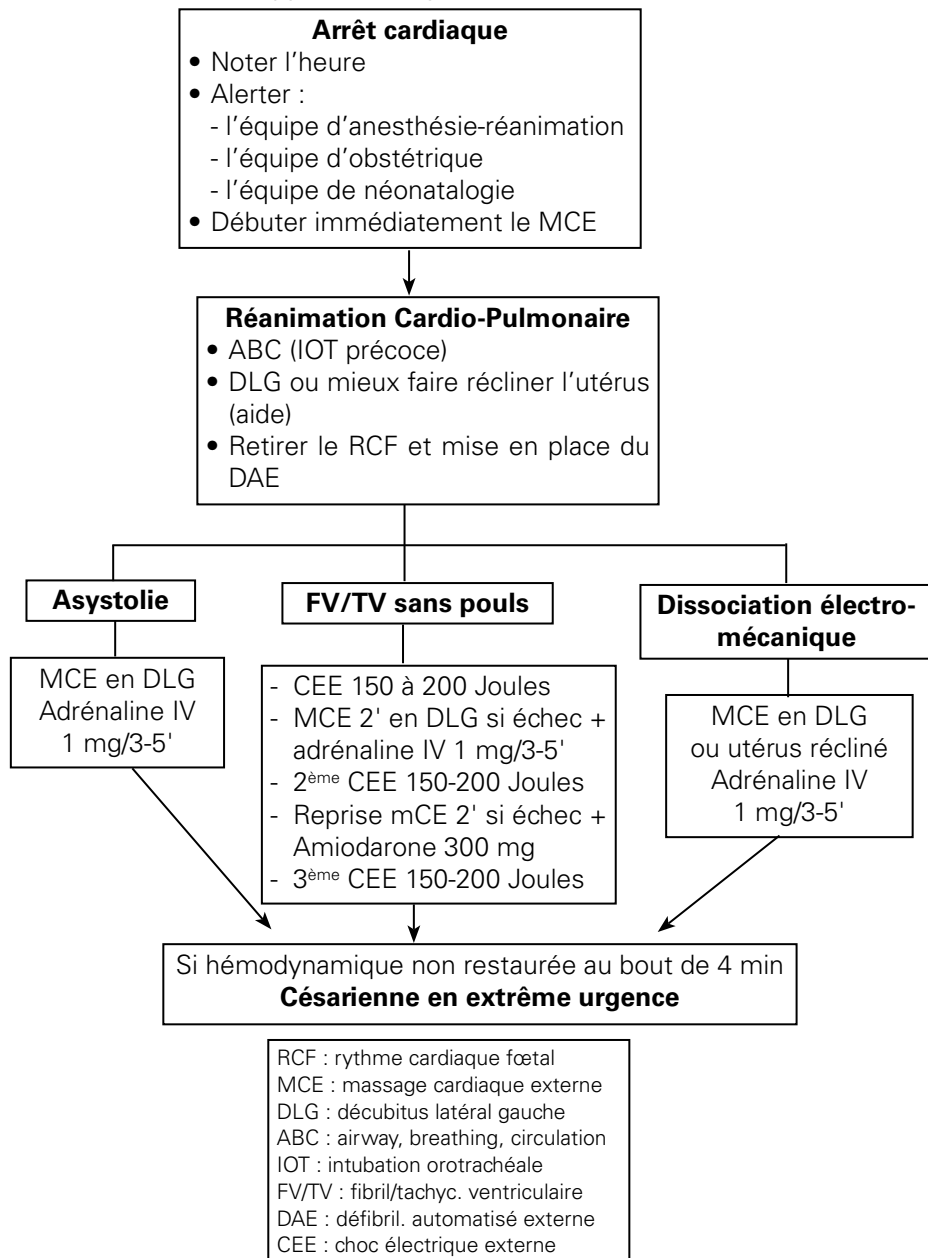 Arrêt cardiaque
• Noter l'heure
• Alerter :
- l'équipe d'anesthésie-réanimation
- l'équipe d'obstétrique
- l'équipe de néonatalogie
• Débuter immédiatement le MCE
Réanimation Cardio-Pulmonaire
• ABC (IOT précoce)
• DLG ou mieux faire récliner l'utérus
(aide)
• Retirer le RCF et mise en place du
DAE
Asystolie
MCE en DLG
Adrénaline IV
1 mg/3-5'
FV/TV sans pouls
- CEE 150 à 200 Joules
- MCE 2' en DLG si échec +
adrénaline IV 1 mg/3-5'
- 2ème CEE 150-200 Joules
- Reprise mCE 2' si échec +
Amiodarone 300 mg
- 3ème CEE 150-200 Joules
Dissociation électro-
mécanique
MCE en DLG
ou utérus récliné
Adrénaline IV
1 mg/3-5'
Si hémodynamique non restaurée au bout de 4 min
Césarienne en extrême urgence
RCF : rythme cardiaque fœtal
MCE : massage cardiaque externe
DLG : décubitus latéral gauche
ABC : airway, breathing, circulation
IOT : intubation orotrachéale
FV/TV : fibril/tachyc. ventriculaire
DAE : défibril. automatisé externe
CEE : choc électrique externe